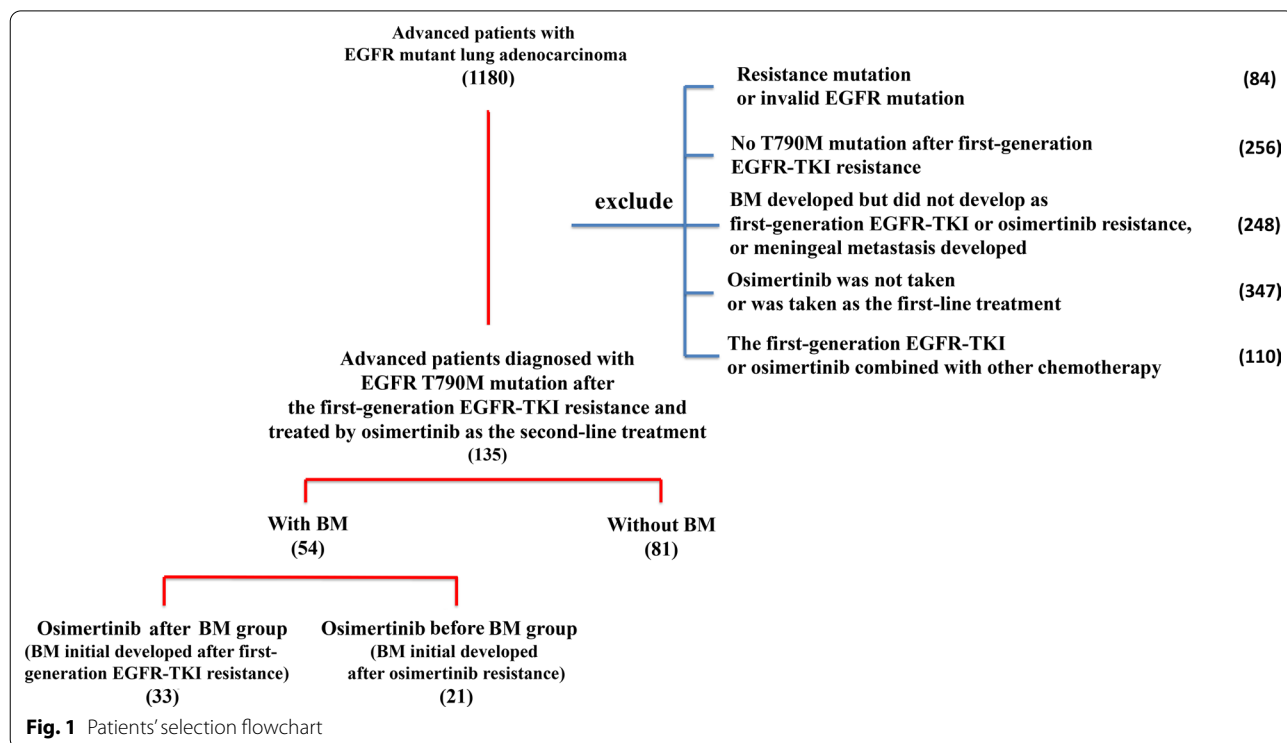 Advanced patients with
EGFR mutant lung adenocarcinoma
(1180)
exclude
Resistance mutation
or invalid EGFR mutation
(84)
No T790M mutation after first-generation
EGFR-TKI resistance
(256)
BM developed but did not develop as
first-generation EGFR-TKI or osimertinib resistance,
or meningeal metastasis developed
(248)
Osimertinib was not taken
or was taken as the first-line treatment
(347)
The first-generation EGFR-TKI
or osimertinib combined with other chemotherapy
(110)
Advanced patients diagnosed with
EGFR T790M mutation after
the first-generation EGFR-TKI resistance and
treated by osimertinib as the second-line treatment
(135)
With BM
(54)
Without BM
(81)
Osimertinib after BM group
(BM initial developed after first-
generation EGFR-TKI resistance)
(33)
Osimertinib before BM group
(BM initial developed
after osimertinib resistance)
(21)
Fig. 1 Patients' selection flowchart